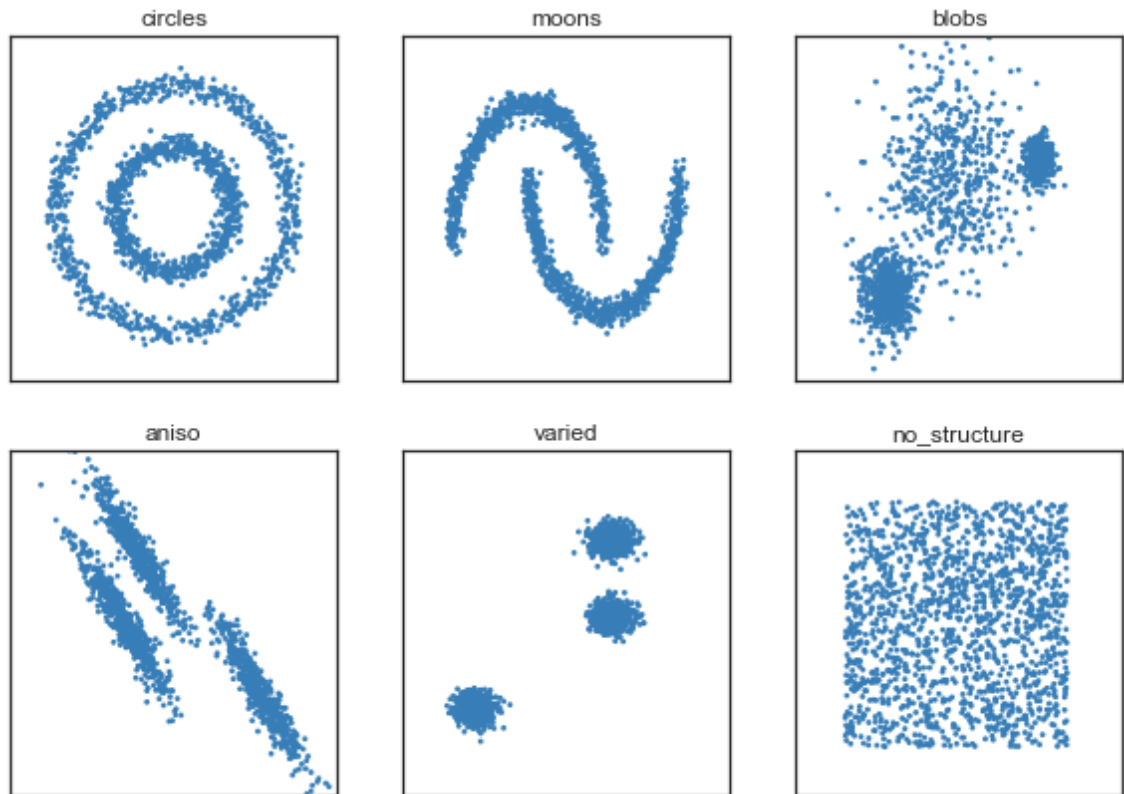 circles
moons
blobs
aniso
varied
no_structure